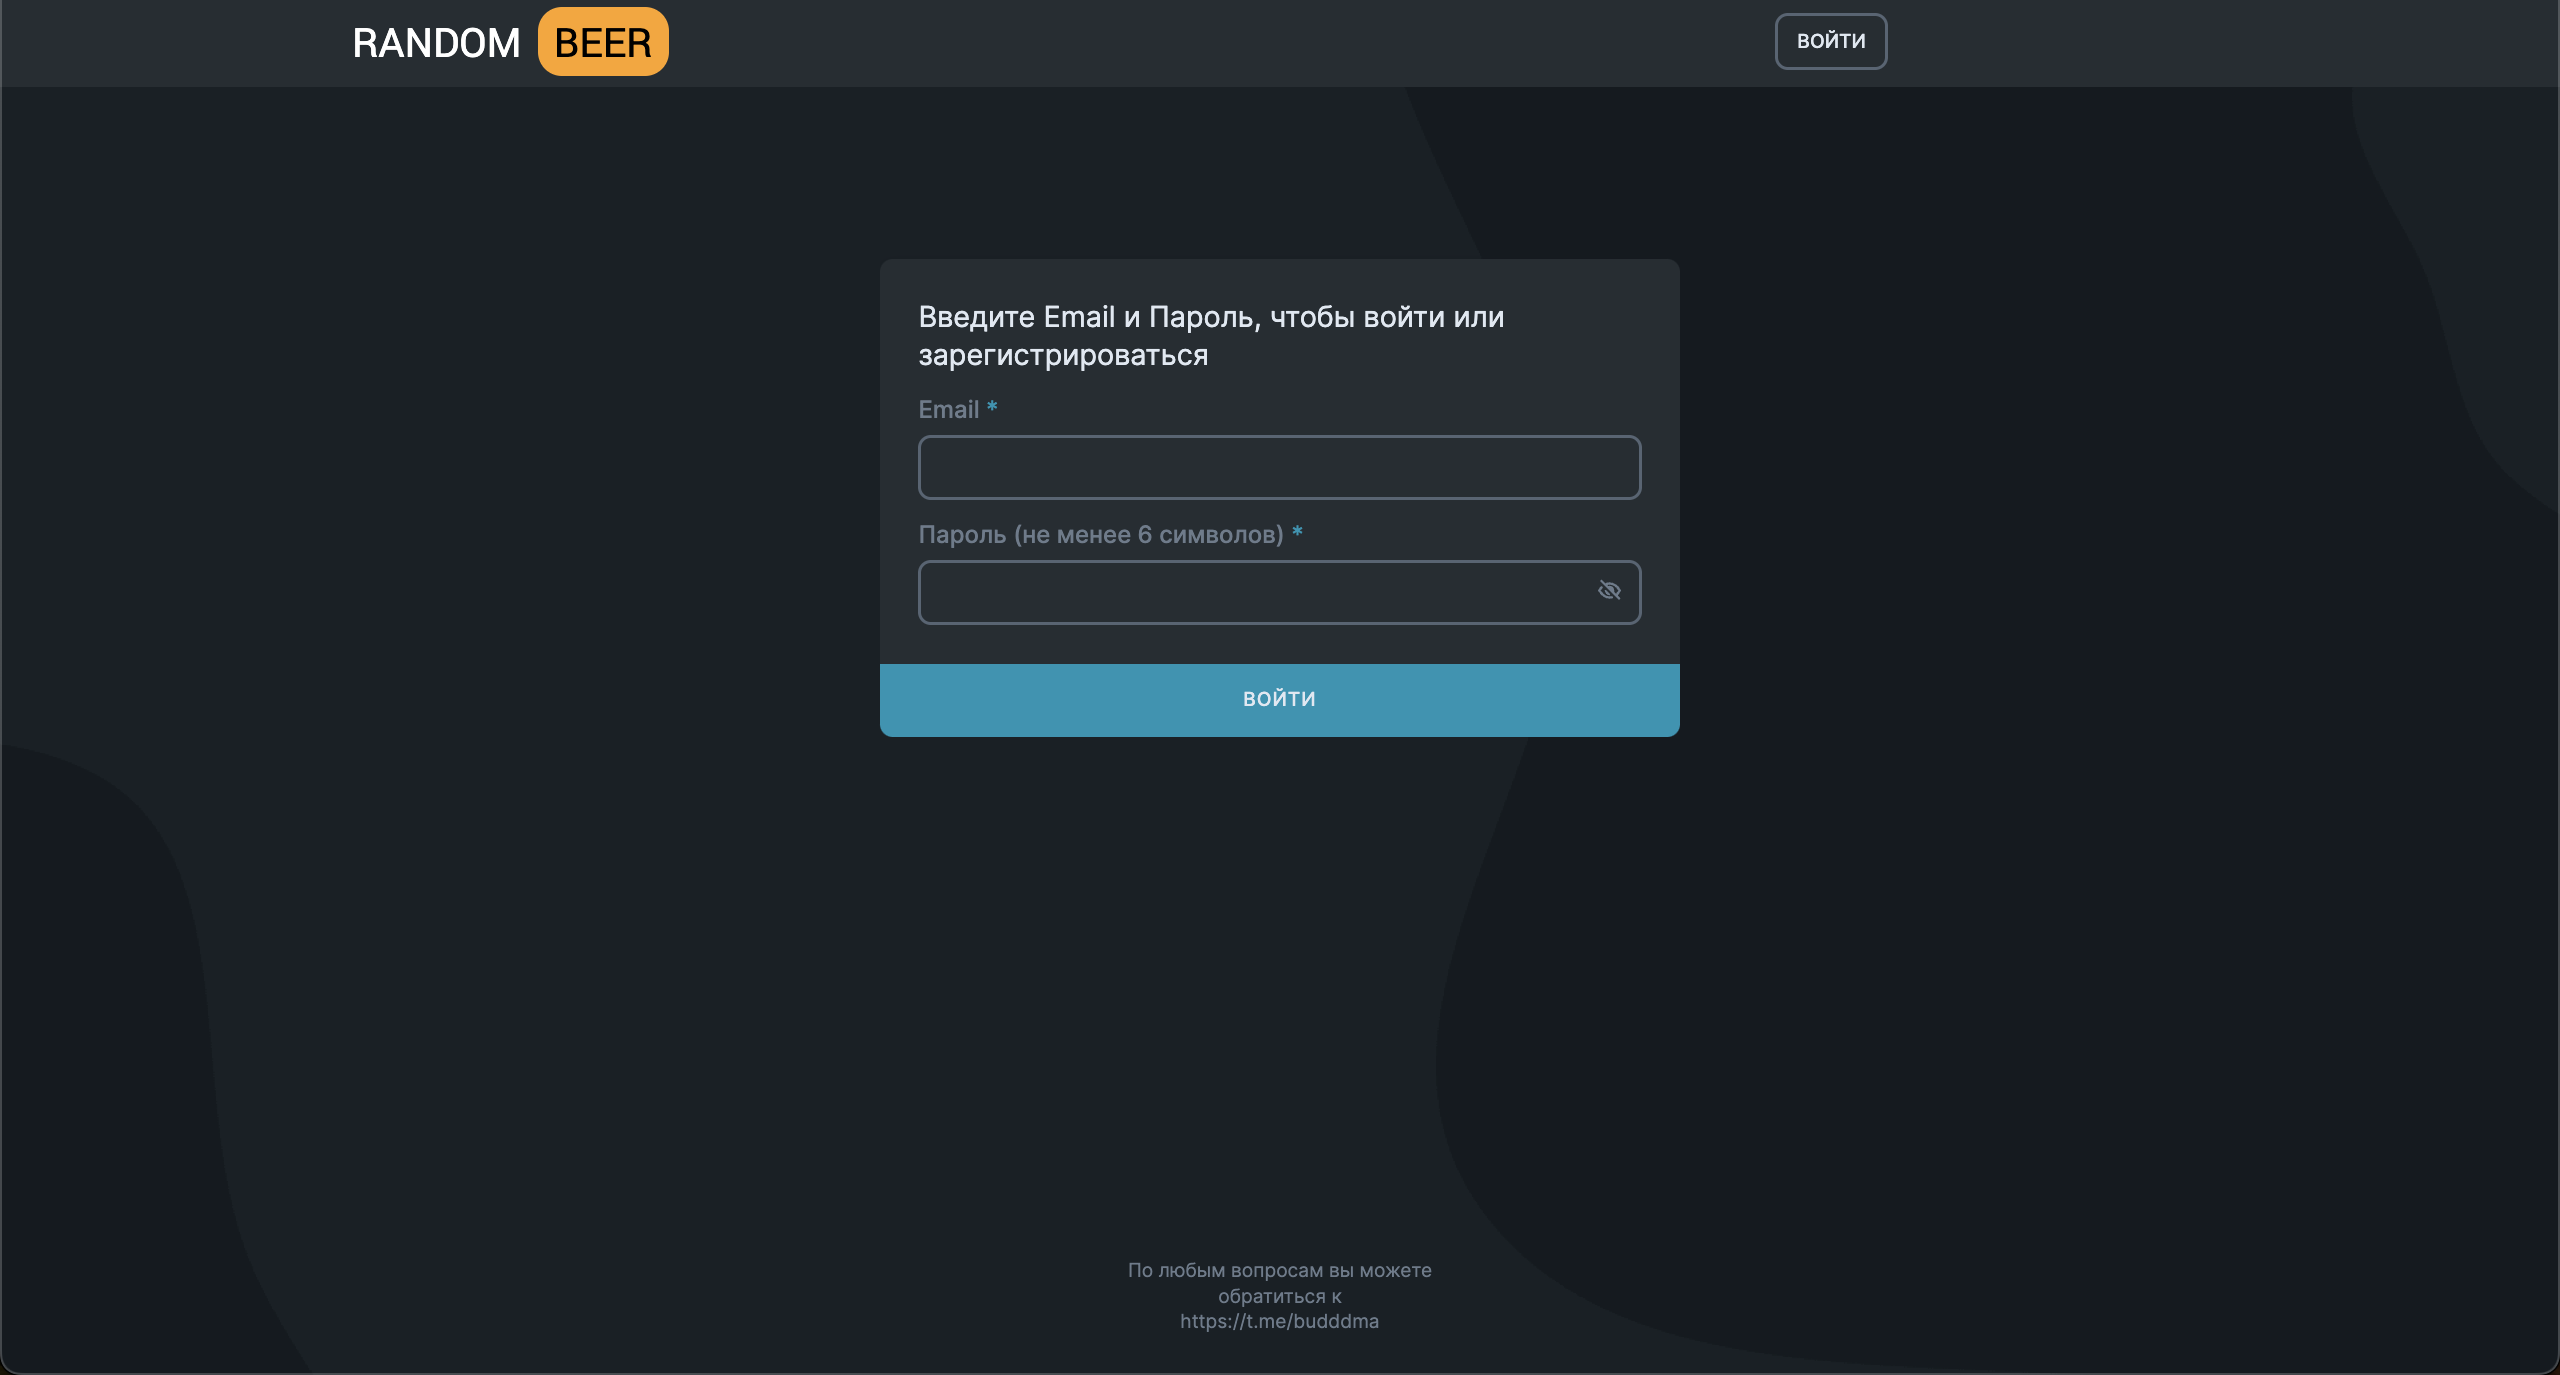 RANDOM BEER
ВОЙТИ
Введите Email и Пароль, чтобы войти или
зарегистрироваться
Email *
Пароль (не менее 6 символов) *
ВОЙТИ
По любым вопросам вы можете
обратиться к
https://t.me/budddma